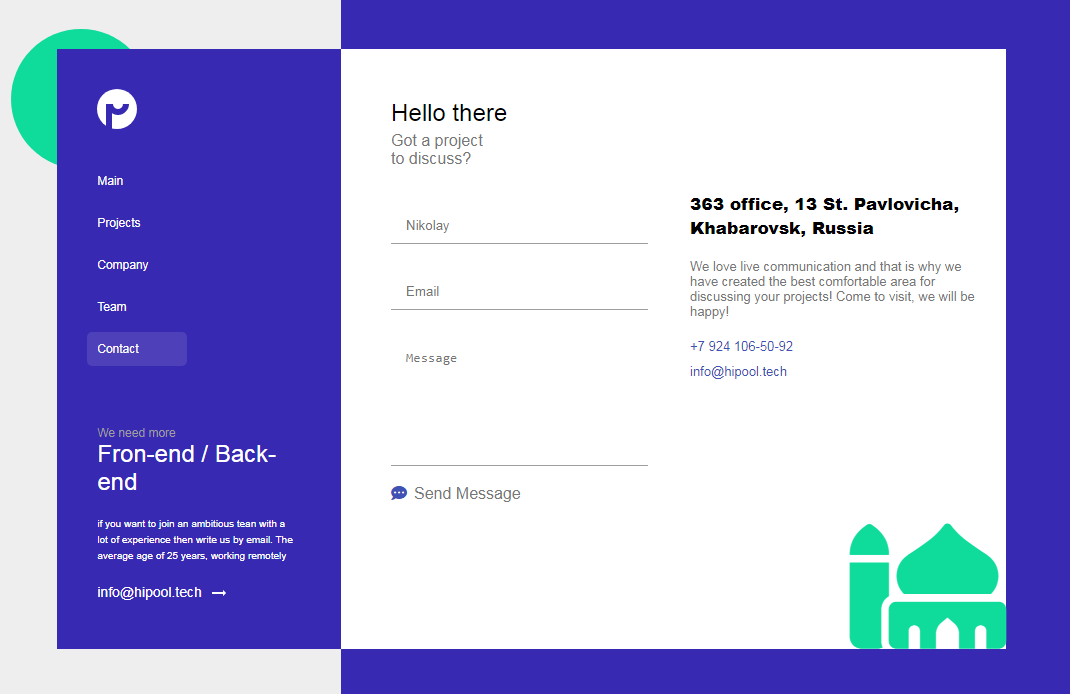 Main
Projects
Company
Team
Contact
We need more
Fron-end / Back-
end
if you want to join an ambitious tean with a
lot of experience then write us by email. The
average age of 25 years, working remotely
info@hipool.tech
Hello there
Got a project
to discuss?
Nikolay
Email
Message
Send Message
363 office, 13 St. Pavlovicha,
Khabarovsk, Russia
We love live communication and that is why we
have created the best comfortable area for
discussing your projects! Come to visit, we will be
happy!
+7 924 106-50-92
info@hipool.tech